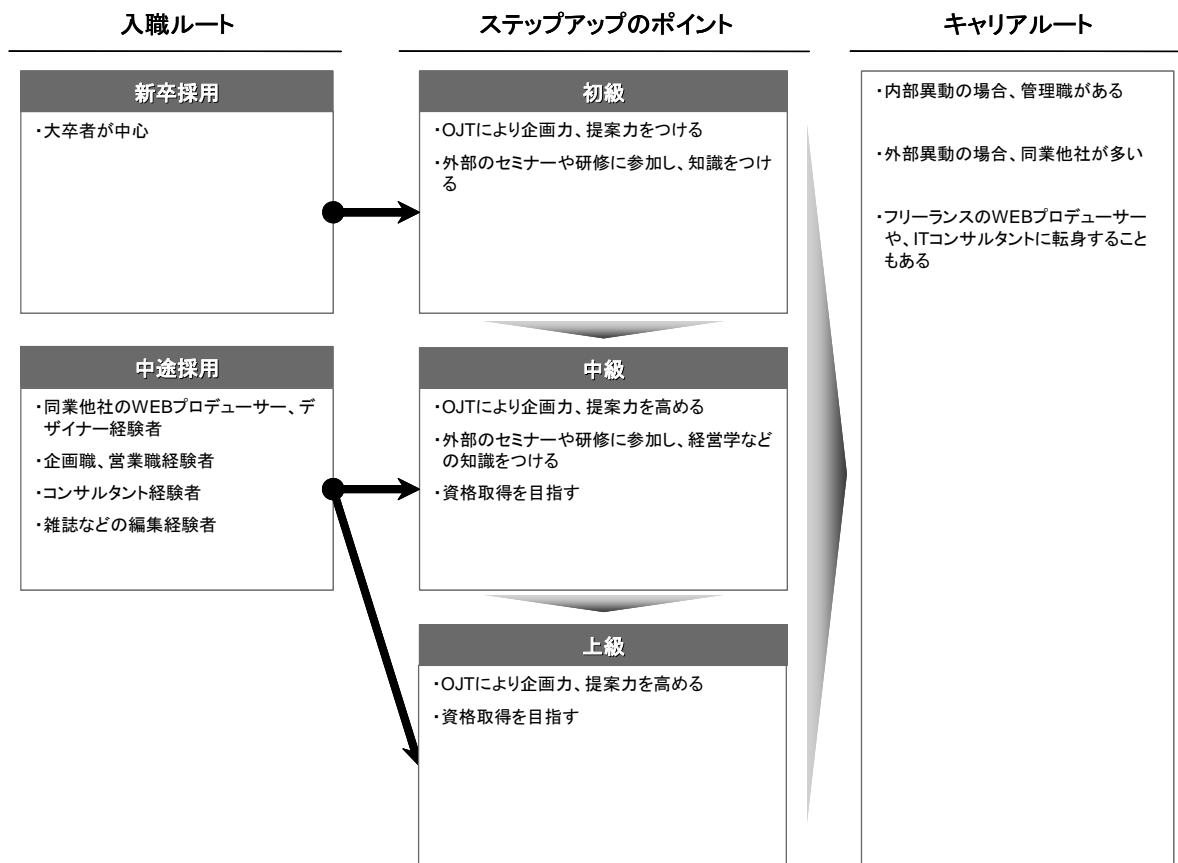 入職ルート
ステップアップのポイント
キャリアルート
新卒採用
・大卒者が中心
中途採用
・同業他社のWEBプロデューサー、デ
ザイナー経験者
・企画職、営業職経験者
・コンサルタント経験者
・雑誌などの編集経験者
初級
・OJTにより企画力、提案力をつける
・外部のセミナーや研修に参加し、知識をつけ
る
中級
・OJTにより企画力、提案力を高める
・外部のセミナーや研修に参加し、経営学など
の知識をつける
・資格取得を目指す
上級
・OJTにより企画力、提案力を高める
・資格取得を目指す
・内部異動の場合、管理職がある
・外部異動の場合、同業他社が多い
・フリーランスのWEBプロデューサー
や、ITコンサルタントに転身すること
もある